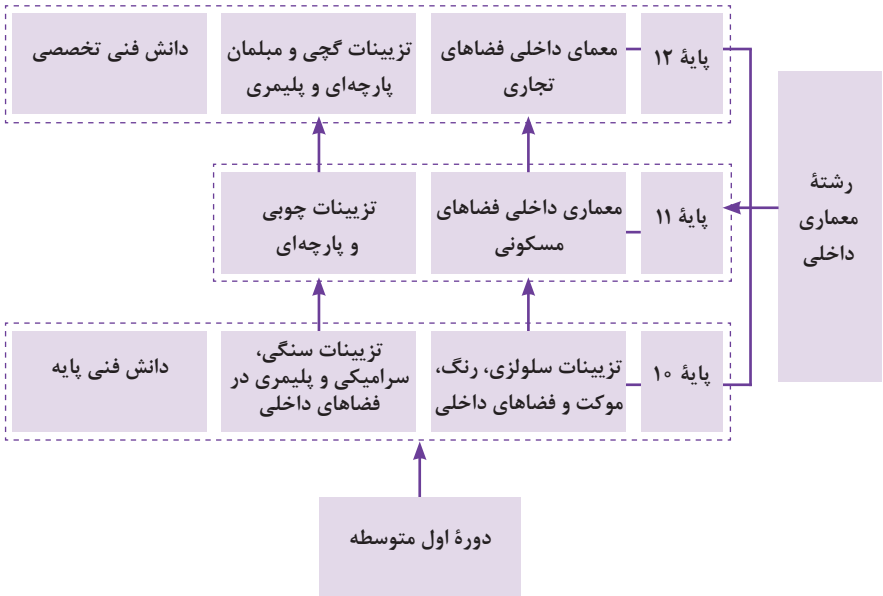 رشتهٔ
معماری
داخلی
پایهٔ ۱۲
معمای داخلی فضاهای
تجاری
تزیینات گچی و مبلمان
پارچه‌ای و پلیمری
دانش فنی تخصصی
پایهٔ ۱۱
معماری داخلی فضاهای
مسکونی
تزیینات چوبی
و پارچه‌ای
پایهٔ ۱۰
تزیینات سلولزی، رنگ،
موکت و فضاهای داخلی
تزیینات سنگی،
سرامیکی و پلیمری در
فضاهای داخلی
دانش فنی پایه
دورهٔ اول متوسطه